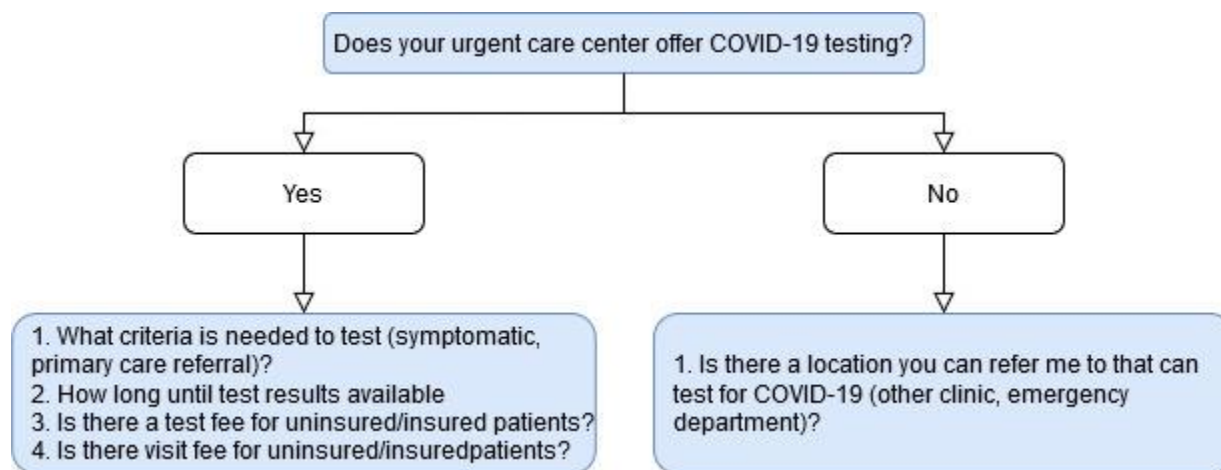 Does your urgent care center offer COVID-19 testing?
Yes
No
1. What criteria is needed to test (symptomatic,
primary care referral)?
2. How long until test results available
3. Is there a test fee for uninsured/insured patients?
4. Is there visit fee for uninsured/insuredpatients?
1. Is there a location you can refer me to that can
test for COVID-19 (other clinic, emergency
department)?